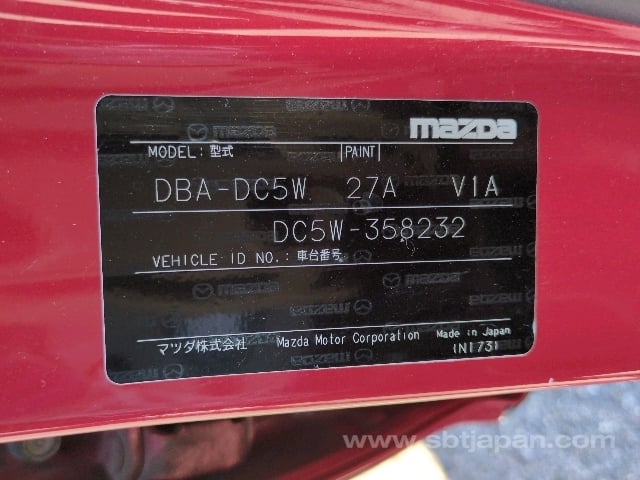 mazda
MODEL: 型式 |PAINT|
DBA-DC5W 27A V1A
DC5W-358232
VEHICLE ID NO.: 車台番号
マツダ株式会社 Mazda Motor Corporation Made in Japan
(N173)
www.sbtjapan.com